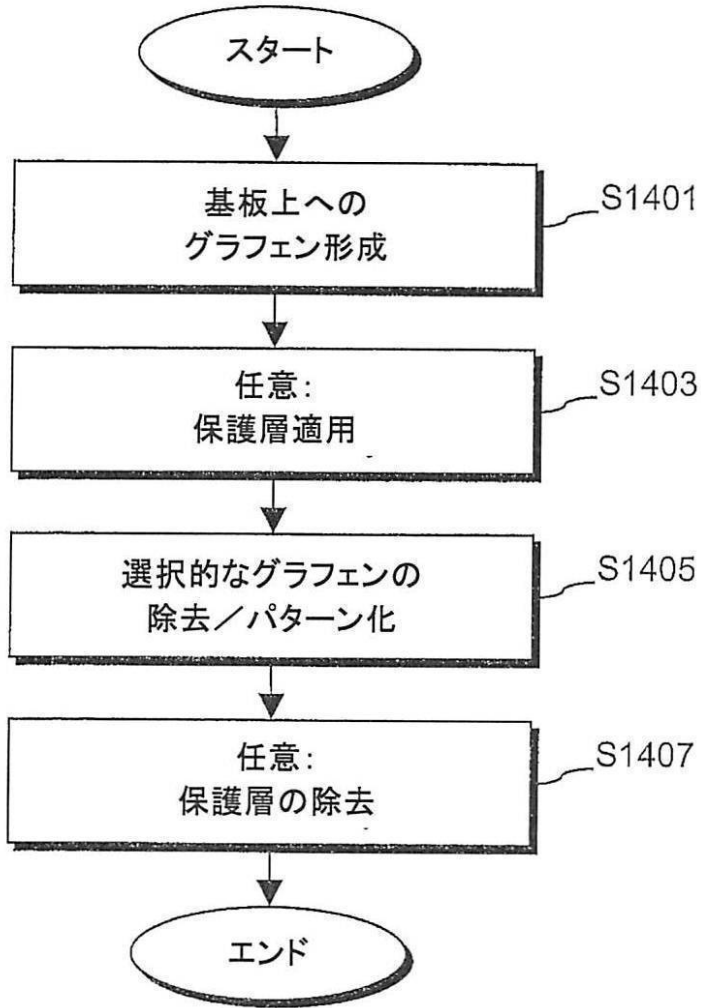 スタート
基板上への
グラフェン形成
S1401
任意:
保護層適用
S1403
選択的なグラフェンの
除去／パターン化
S1405
任意:
保護層の除去
S1407
エンド